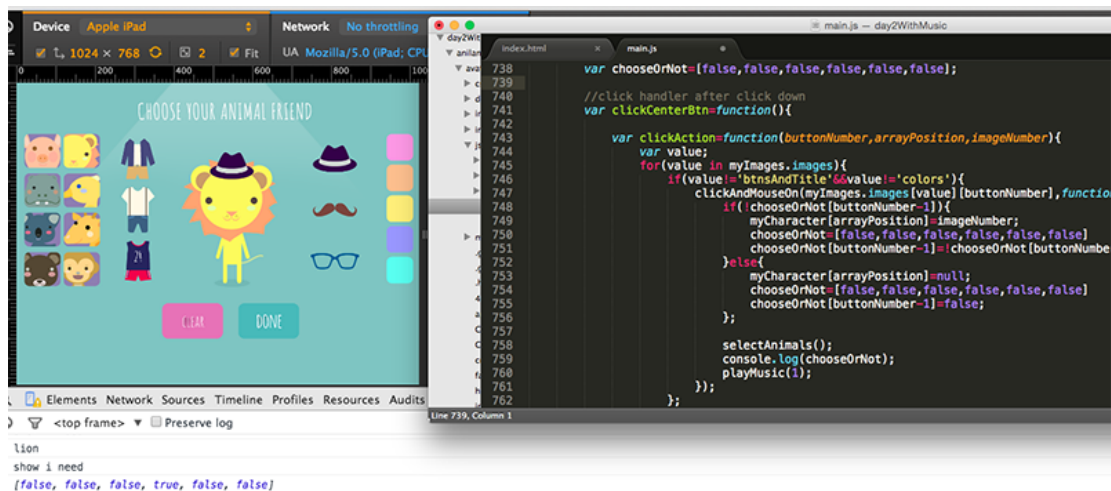 Device Apple iPad
Network No throttling
1024 × 768 2 Fit
UA Mozilla/5.0 (iPad; CPU
0 200 400 600 800 100
CHOOSE YOUR ANIMAL FRIEND
24
CLEAR DONE
Elements Network Sources Timeline Profiles Resources Audits
<top frame> ▼ Preserve log
lion
show i need
[false, false, false, true, false, false]
main.js — day2WithMusic
day2Wit
anilan
ava
index.html × main.js
738 var chooseOrNot=[false,false,false,false,false,false];
739
740 //click handler after click down
741 var clickCenterBtn=function(){
742
743 var clickAction=function(buttonNumber,arrayPosition,imageNumber){
744 var value;
745 for(value in myImages.images){
746 if(value!='btnsAndTitle'&&value!='colors'){
747 clickAndMouseOn(myImages.images[value][buttonNumber],functio
748 if(!chooseOrNot[buttonNumber-1]){
749 myCharacter[arrayPosition]=imageNumber;
750 chooseOrNot=[false,false,false,false,false,false]
751 chooseOrNot[buttonNumber-1]=!chooseOrNot[buttonNumbe
752 }else{
753 myCharacter[arrayPosition]=null;
754 chooseOrNot=[false,false,false,false,false,false]
755 chooseOrNot[buttonNumber-1]=false;
756 };
757
758 selectAnimals();
759 console.log(chooseOrNot);
760 playMusic(1);
761 });
762 };
Line 739, Column 1